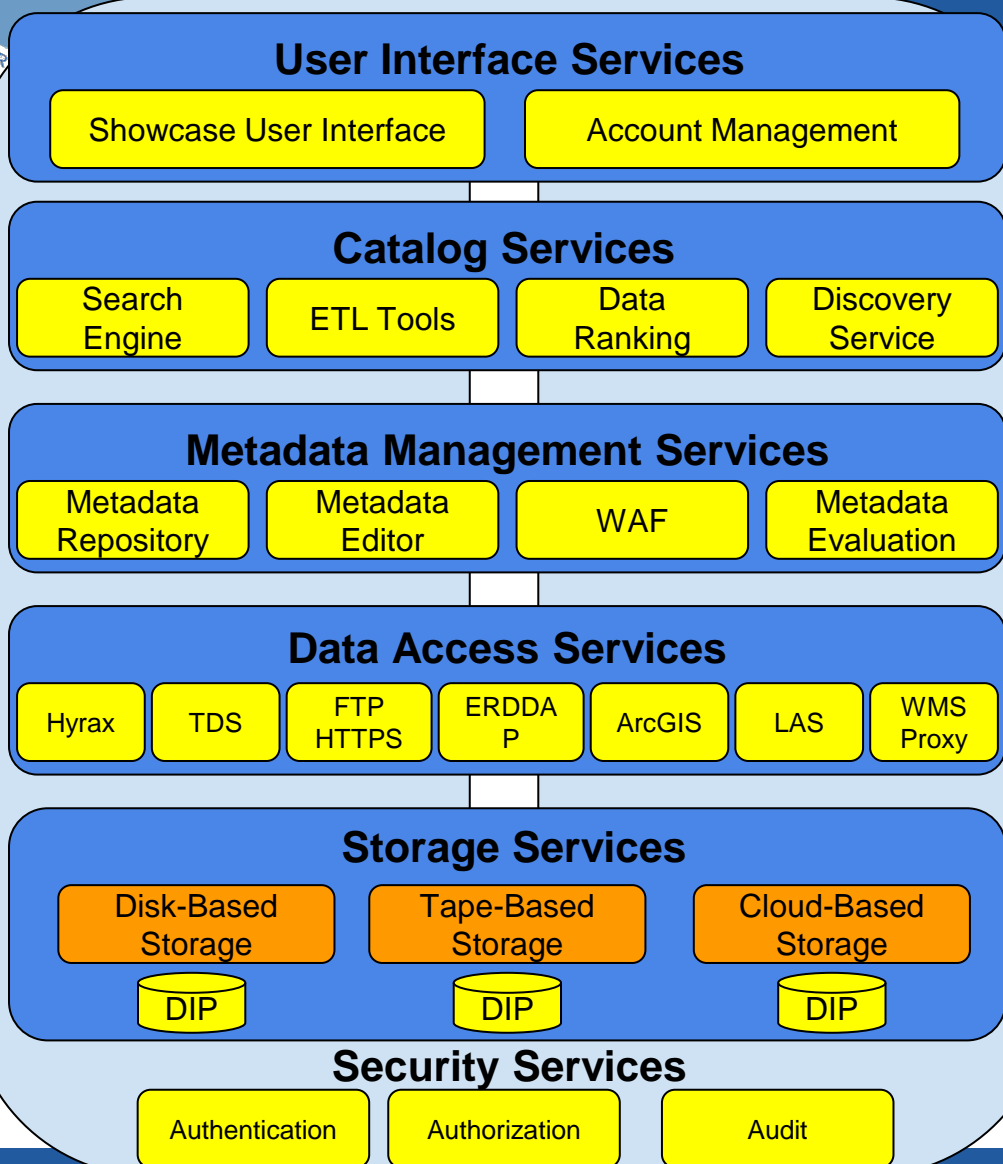 User Interface Services
Showcase User Interface
Account Management
Catalog Services
Search
Engine
ETL Tools
Data
Ranking
Discovery
Service
Metadata Management Services
Metadata
Repository
Metadata
Editor
WAF
Metadata
Evaluation
Data Access Services
Hyrax
TDS
FTP
HTTPS
ERDDA
P
ArcGIS
LAS
WMS
Proxy
Storage Services
Disk-Based
Storage
Tape-Based
Storage
Cloud-Based
Storage
DIP
DIP
DIP
Security Services
Authentication
Authorization
Audit